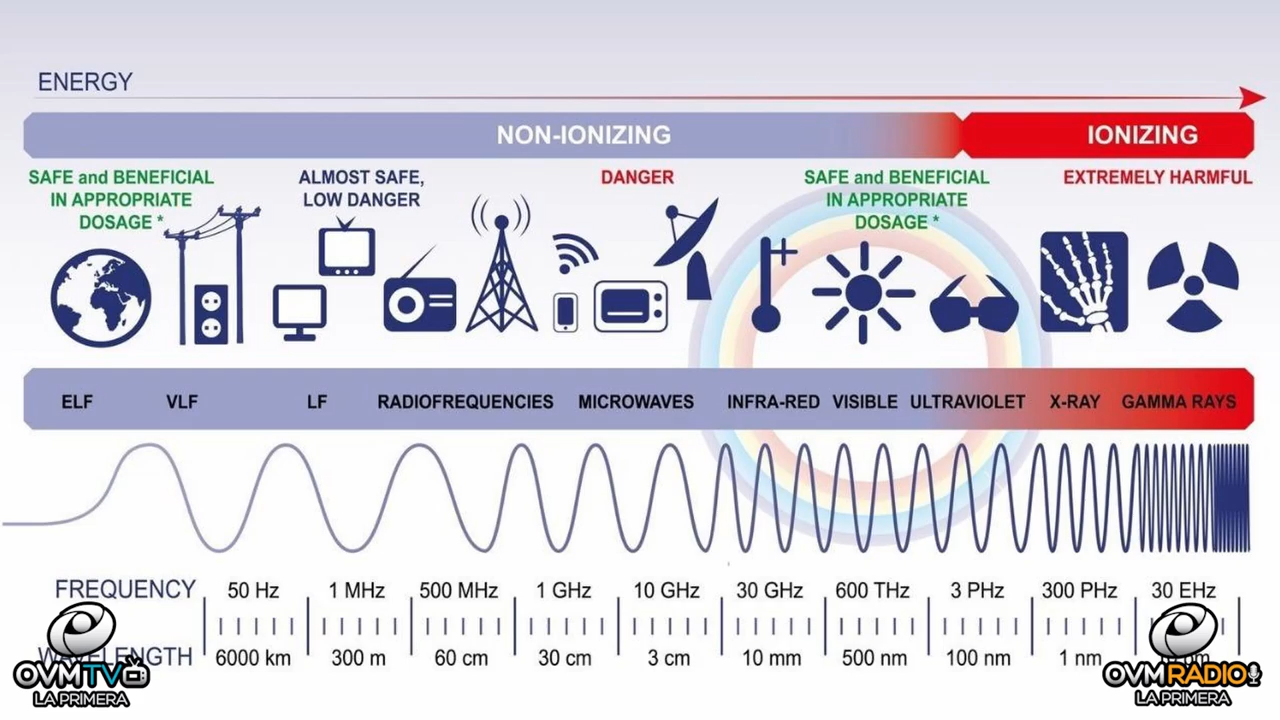 ENERGY
NON-IONIZING
IONIZING
SAFE and BENEFICIAL
IN APPROPRIATE
DOSAGE *
ALMOST SAFE,
LOW DANGER
DANGER
SAFE and BENEFICIAL
IN APPROPRIATE
DOSAGE *
EXTREMELY HARMFUL
ELF VLF LF RADIOFREQUENCIES MICROWAVES INFRA-RED VISIBLE ULTRAVIOLET X-RAY GAMMA RAYS
FREQUENCY 50 Hz 1 MHz 500 MHz 1 GHz 10 GHz 30 GHz 600 THz 3 PHz 300 PHz 30 EHz
WAVELENGTH 6000 km 300 m 60 cm 30 cm 3 cm 10 mm 500 nm 100 nm 1 nm
OVMTV
LA PRIMERA
OVMRADIO
LA PRIMERA